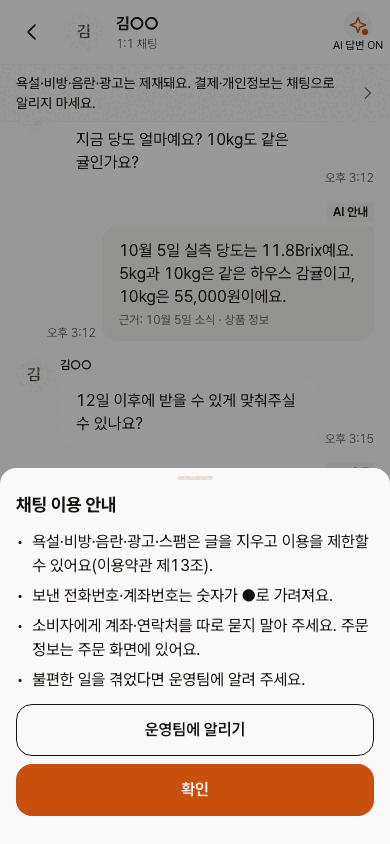 김○○
김
1:1 채팅
AI 답변 ON
욕설·비방·음란·광고는 제재돼요. 결제·개인정보는 채팅으로
알리지 마세요.
지금 당도 얼마예요? 10kg도 같은
귤인가요?
오후 3:12
AI 안내
10월 5일 실측 당도는 11.8Brix예요.
5kg과 10kg은 같은 하우스 감귤이고,
10kg은 55,000원이에요.
근거: 10월 5일 소식 · 상품 정보
오후 3:12
김○○
김
12일 이후에 받을 수 있게 맞춰주실
수 있나요?
오후 3:15
채팅 이용 안내
• 욕설·비방·음란·광고·스팸은 글을 지우고 이용을 제한할
수 있어요(이용약관 제13조).
• 보낸 전화번호·계좌번호는 숫자가 ●로 가려져요.
• 소비자에게 계좌·연락처를 따로 묻지 말아 주세요. 주문
정보는 주문 화면에 있어요.
• 불편한 일을 겪었다면 운영팀에 알려 주세요.
운영팀에 알리기
확인